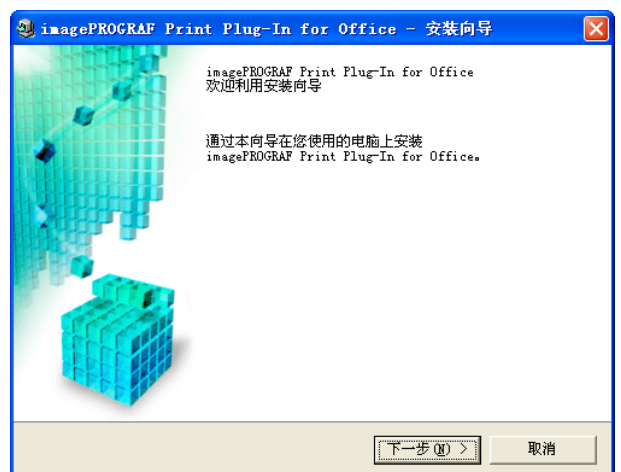 imagePROGRAF Print Plug-In for Office - 安装向导
imagePROGRAF Print Plug-In for Office
欢迎利用安装向导
通过本向导在您使用的电脑上安装
imagePROGRAF Print Plug-In for Office。
下一步(N) >
取消